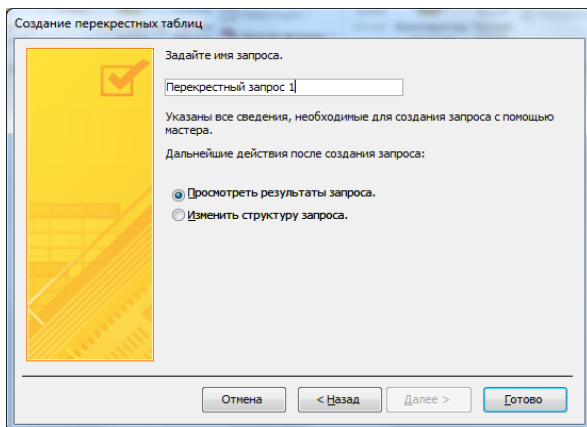 Создание перекрестных таблиц
Задайте имя запроса.
Перекрестный запрос 1
Указаны все сведения, необходимые для создания запроса с помощью
мастера.
Дальнейшие действия после создания запроса:
Просмотреть результаты запроса.
Изменить структуру запроса.
Отмена
< Назад
Далее >
Готово